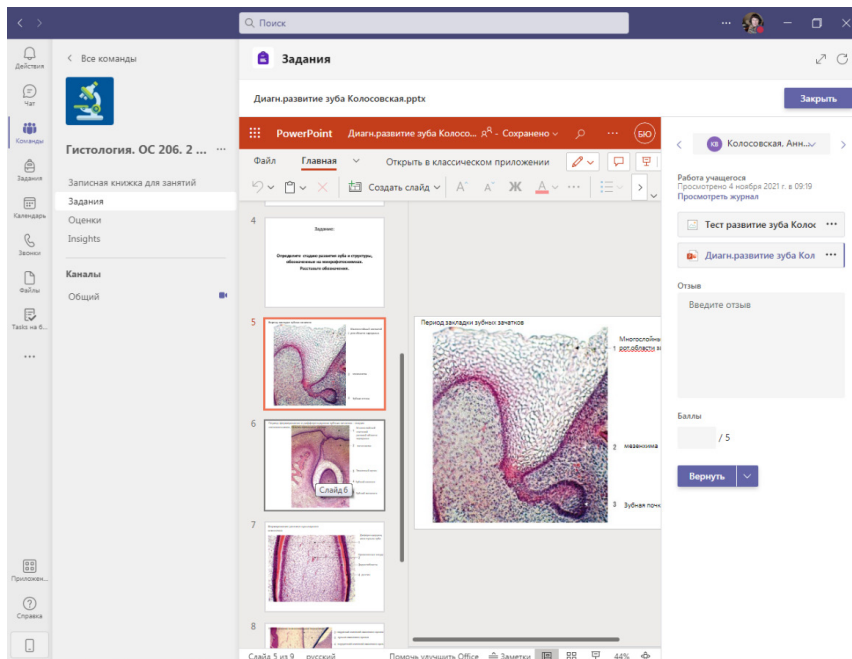 Поиск
Действия
Чат
Команды
Задания
Календарь
Звонки
Файлы
Tasks на б...
Приложен...
Справка
Все команды
Гистология. ОС 206. 2 ...
Записная книжка для занятий
Задания
Оценки
Insights
Каналы
Общий
Задания
Диагн.развитие зуба Колосовская.pptx
Закрыть
PowerPoint Диагн.развитие зуба Колосо... - Сохранено
БЮ
Файл Главная Открыть в классическом приложении
Создать слайд Ж А
4
Задание:
Определите стадию развития зуба и структуры,
обозначенные на микрофотоснимках.
Расставьте обозначения.
5
6
Слайд 6
7
8
Период закладки зубных зачатков
Многослойны
1 рот.области э
2 мезенхима
3 Зубная почк
Слайд 5 из 9 русский Помочь улучшить Office Заметки 44%
КВ Колосовская, Анн...
Работа учащегося
Просмотрено 4 ноября 2021 г. в 09:19
Просмотреть журнал
Тест развитие зуба Колос
Диагн.развитие зуба Кол
Отзыв
Введите отзыв
Баллы
/ 5
Вернуть